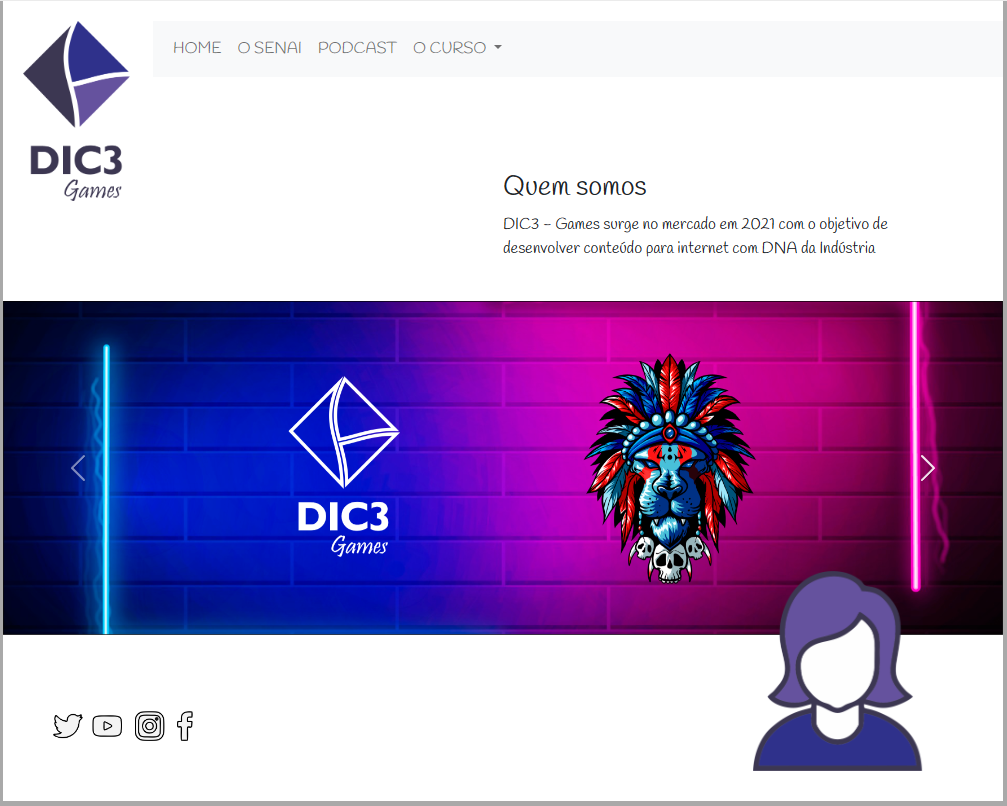 HOME O SENAI PODCAST O CURSO
DIC3
Games
Quem somos
DIC3 - Games surge no mercado em 2021 com o objetivo de
desenvolver conteúdo para internet com DNA da Indústria
DIC3
Games